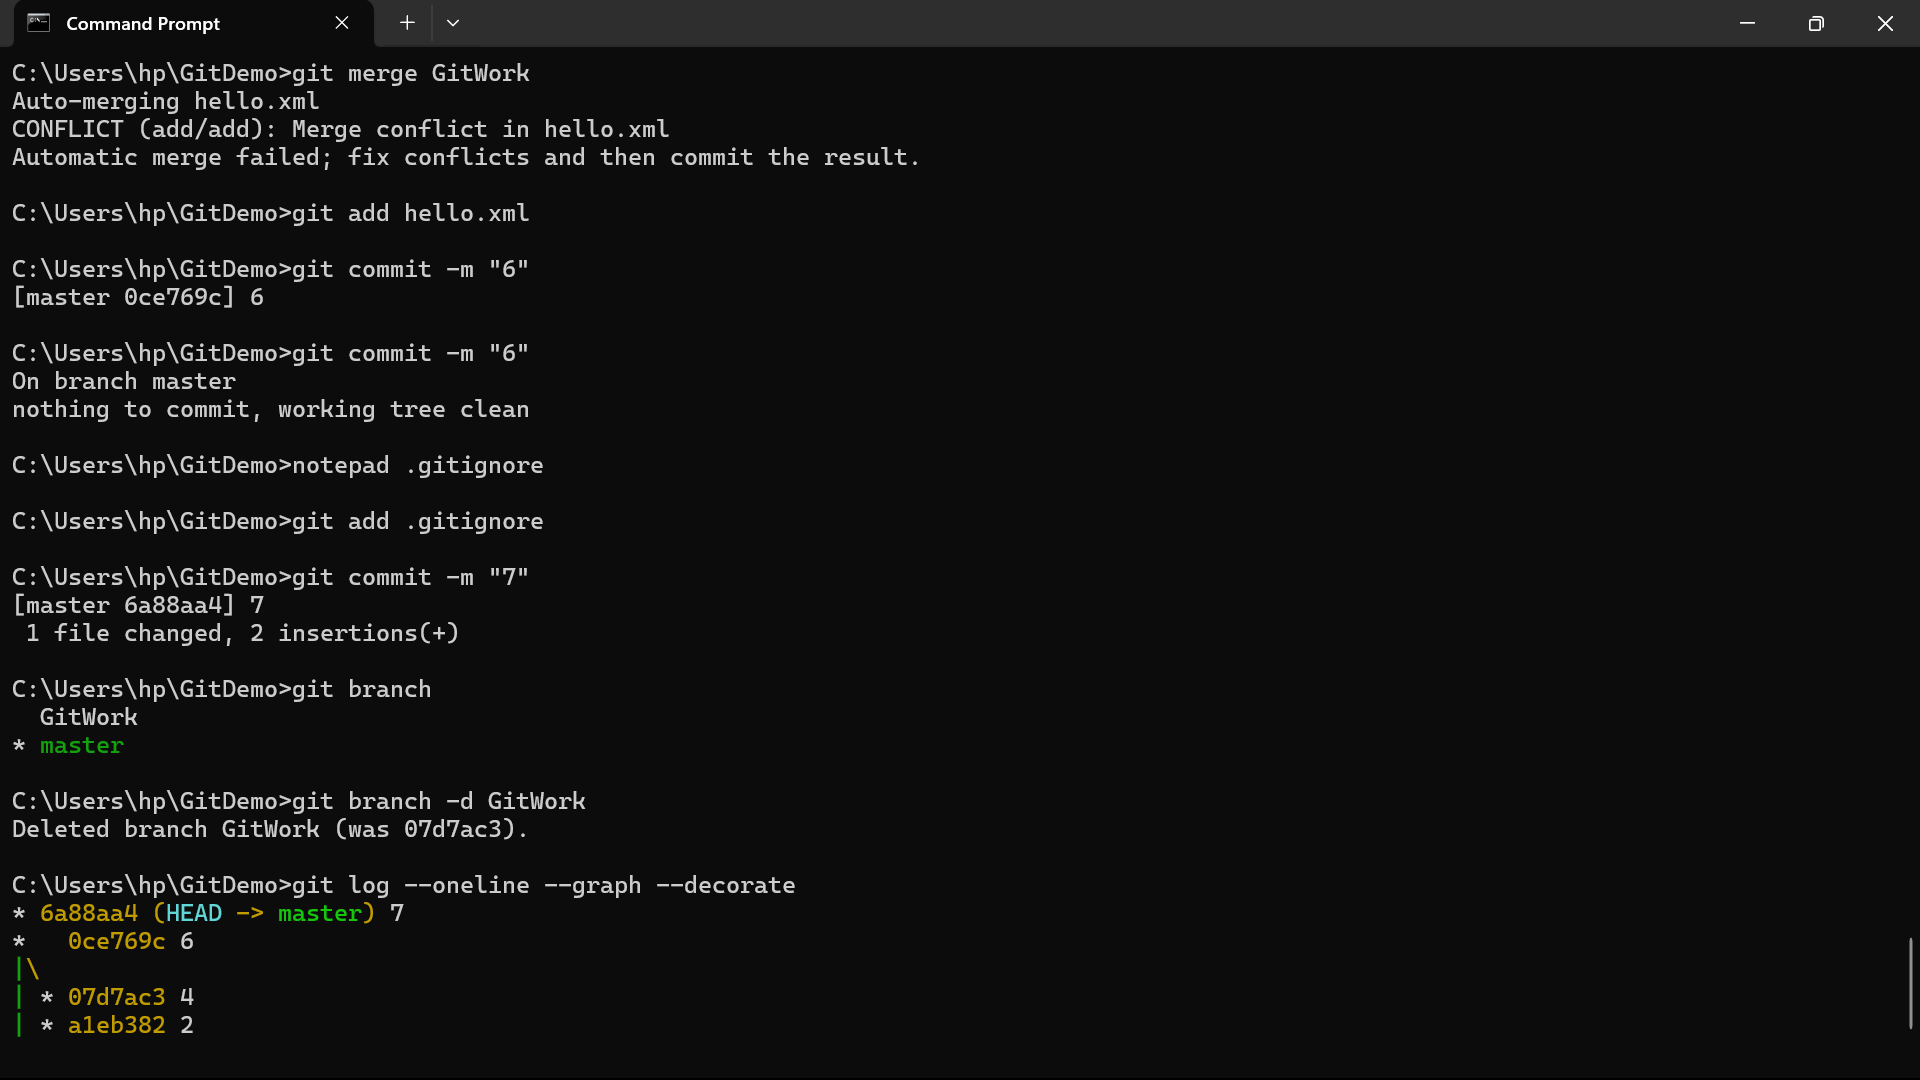 Command Prompt
C:\Users\hp\GitDemo>git merge GitWork
Auto-merging hello.xml
CONFLICT (add/add): Merge conflict in hello.xml
Automatic merge failed; fix conflicts and then commit the result.
C:\Users\hp\GitDemo>git add hello.xml
C:\Users\hp\GitDemo>git commit -m "6"
[master 0ce769c] 6
C:\Users\hp\GitDemo>git commit -m "6"
On branch master
nothing to commit, working tree clean
C:\Users\hp\GitDemo>notepad .gitignore
C:\Users\hp\GitDemo>git add .gitignore
C:\Users\hp\GitDemo>git commit -m "7"
[master 6a88aa4] 7
 1 file changed, 2 insertions(+)
C:\Users\hp\GitDemo>git branch
  GitWork
* master
C:\Users\hp\GitDemo>git branch -d GitWork
Deleted branch GitWork (was 07d7ac3).
C:\Users\hp\GitDemo>git log --oneline --graph --decorate
* 6a88aa4 (HEAD -> master) 7
*   0ce769c 6
|\
| * 07d7ac3 4
| * a1eb382 2